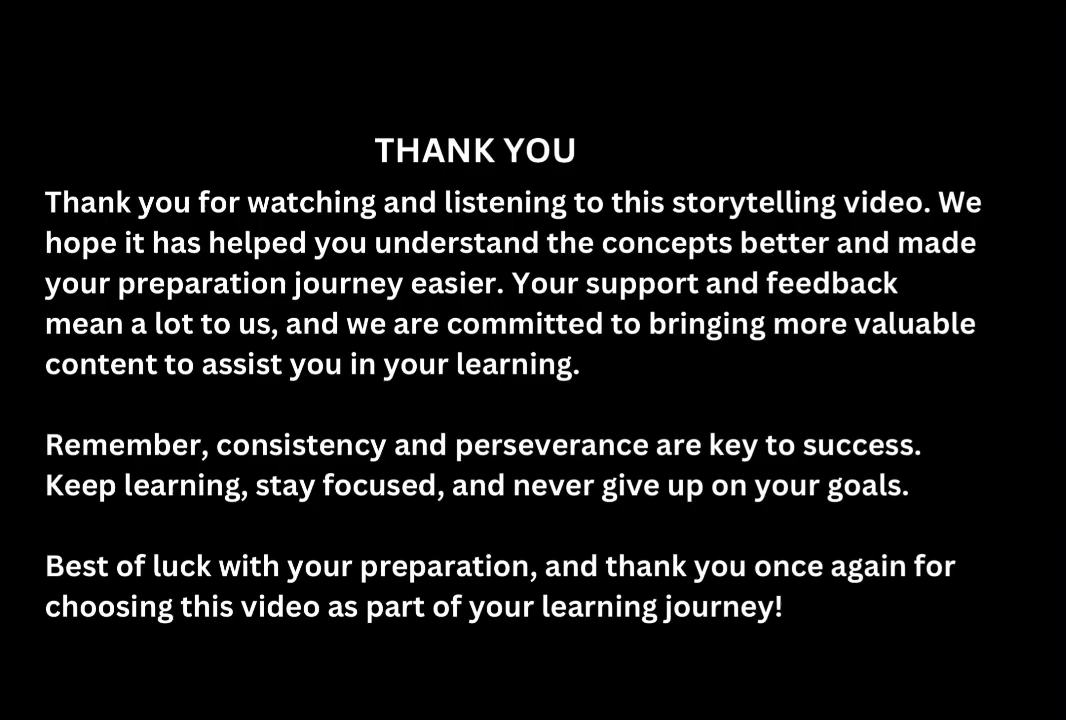 THANK YOU
Thank you for watching and listening to this storytelling video. We
hope it has helped you understand the concepts better and made
your preparation journey easier. Your support and feedback
mean a lot to us, and we are committed to bringing more valuable
content to assist you in your learning.
Remember, consistency and perseverance are key to success.
Keep learning, stay focused, and never give up on your goals.
Best of luck with your preparation, and thank you once again for
choosing this video as part of your learning journey!